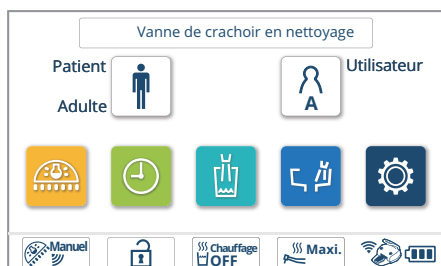 Vanne de crachoir en nettoyage
Patient
Utilisateur
Adulte
A
Manuel
Chauffage
OFF
Maxi.